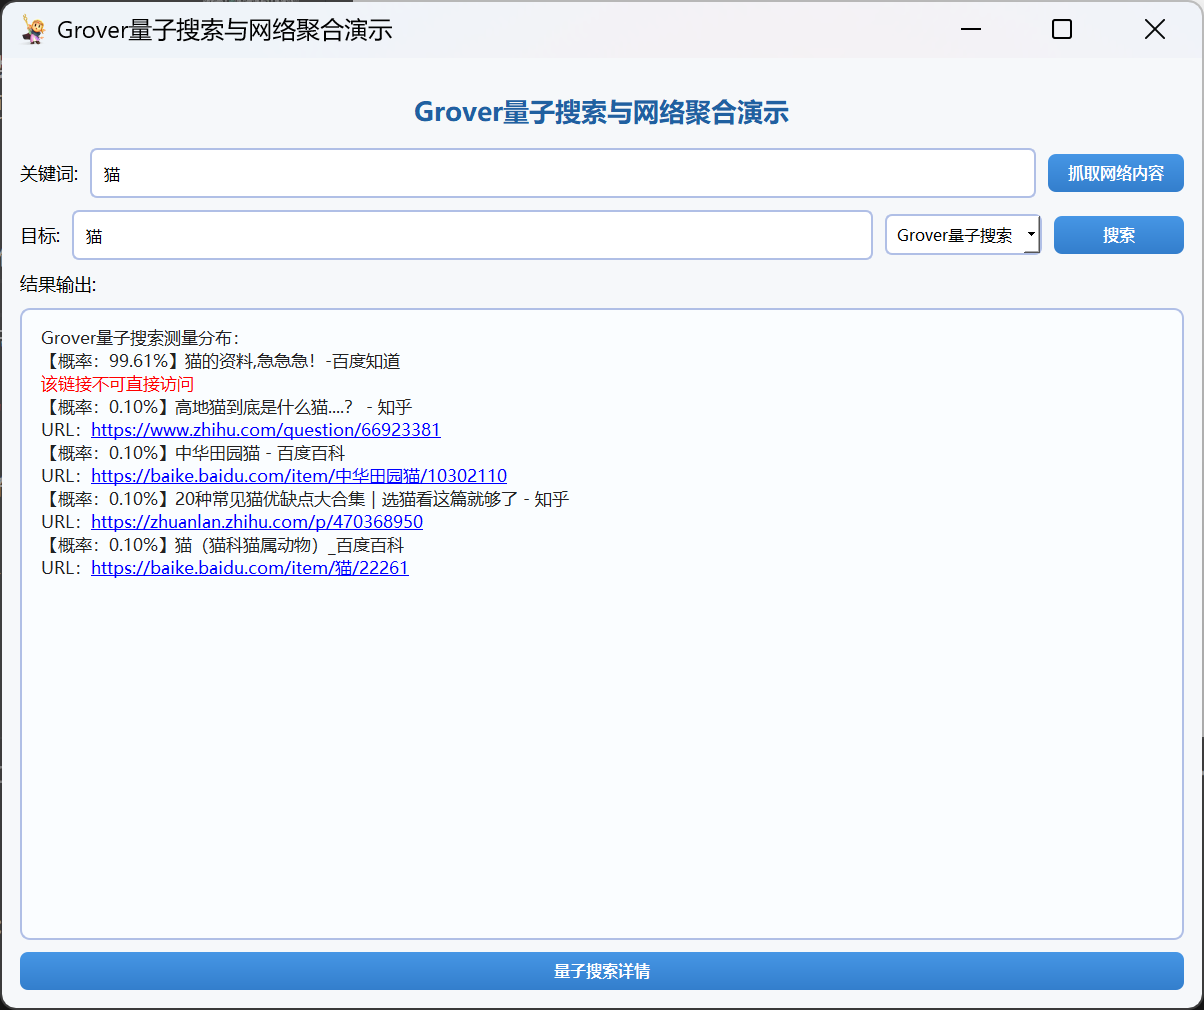 Grover量子搜索与网络聚合演示
Grover量子搜索与网络聚合演示
关键词: 猫 抓取网络内容
目标: 猫 Grover量子搜索 搜索
结果输出:
Grover量子搜索测量分布：
【概率：99.61%】猫的资料,急急急！-百度知道
该链接不可直接访问
【概率：0.10%】高地猫到底是什么猫....？ - 知乎
URL：https://www.zhihu.com/question/66923381
【概率：0.10%】中华田园猫 - 百度百科
URL：https://baike.baidu.com/item/中华田园猫/10302110
【概率：0.10%】20种常见猫优缺点大合集 | 选猫看这篇就够了 - 知乎
URL：https://zhuanlan.zhihu.com/p/470368950
【概率：0.10%】猫（猫科猫属动物）_百度百科
URL：https://baike.baidu.com/item/猫/22261
量子搜索详情